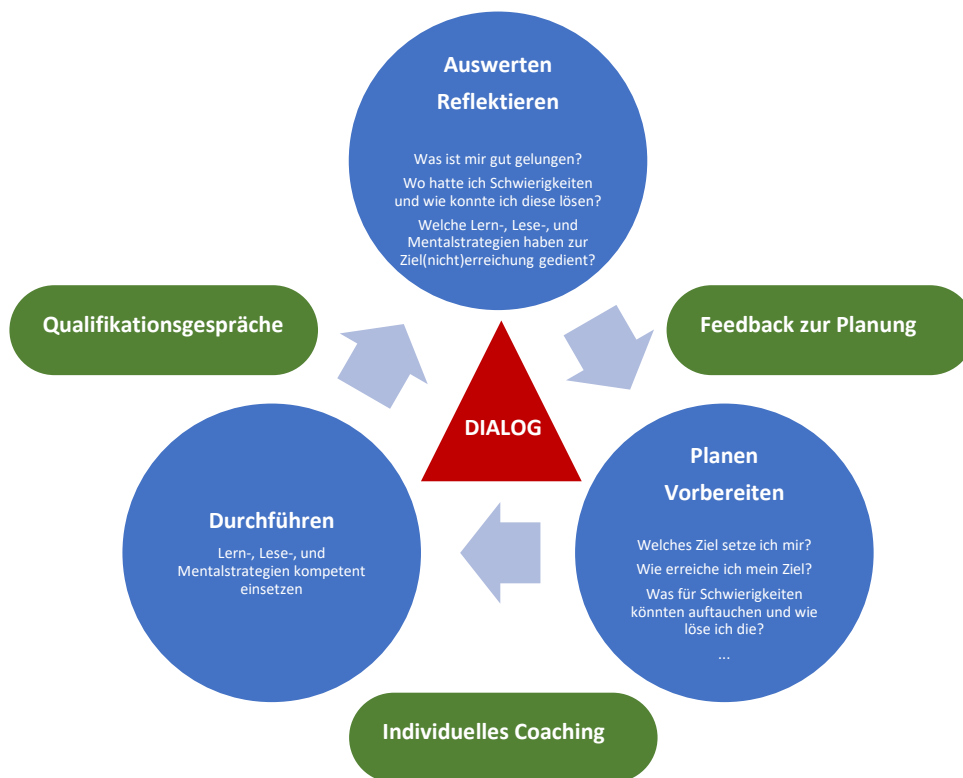 Auswerten
Reflektieren
Was ist mir gut gelungen?
Wo hatte ich Schwierigkeiten
und wie konnte ich diese lösen?
Welche Lern-, Lese-, und
Mentalstrategien haben zur
Ziel(nicht)erreichung gedient?
Qualifikationsgespräche
Feedback zur Planung
DIALOG
Planen
Vorbereiten
Welches Ziel setze ich mir?
Wie erreiche ich mein Ziel?
Was für Schwierigkeiten
könnten auftauchen und wie
löse ich die?
...
Durchführen
Lern-, Lese-, und
Mentalstrategien kompetent
einsetzen
Individuelles Coaching